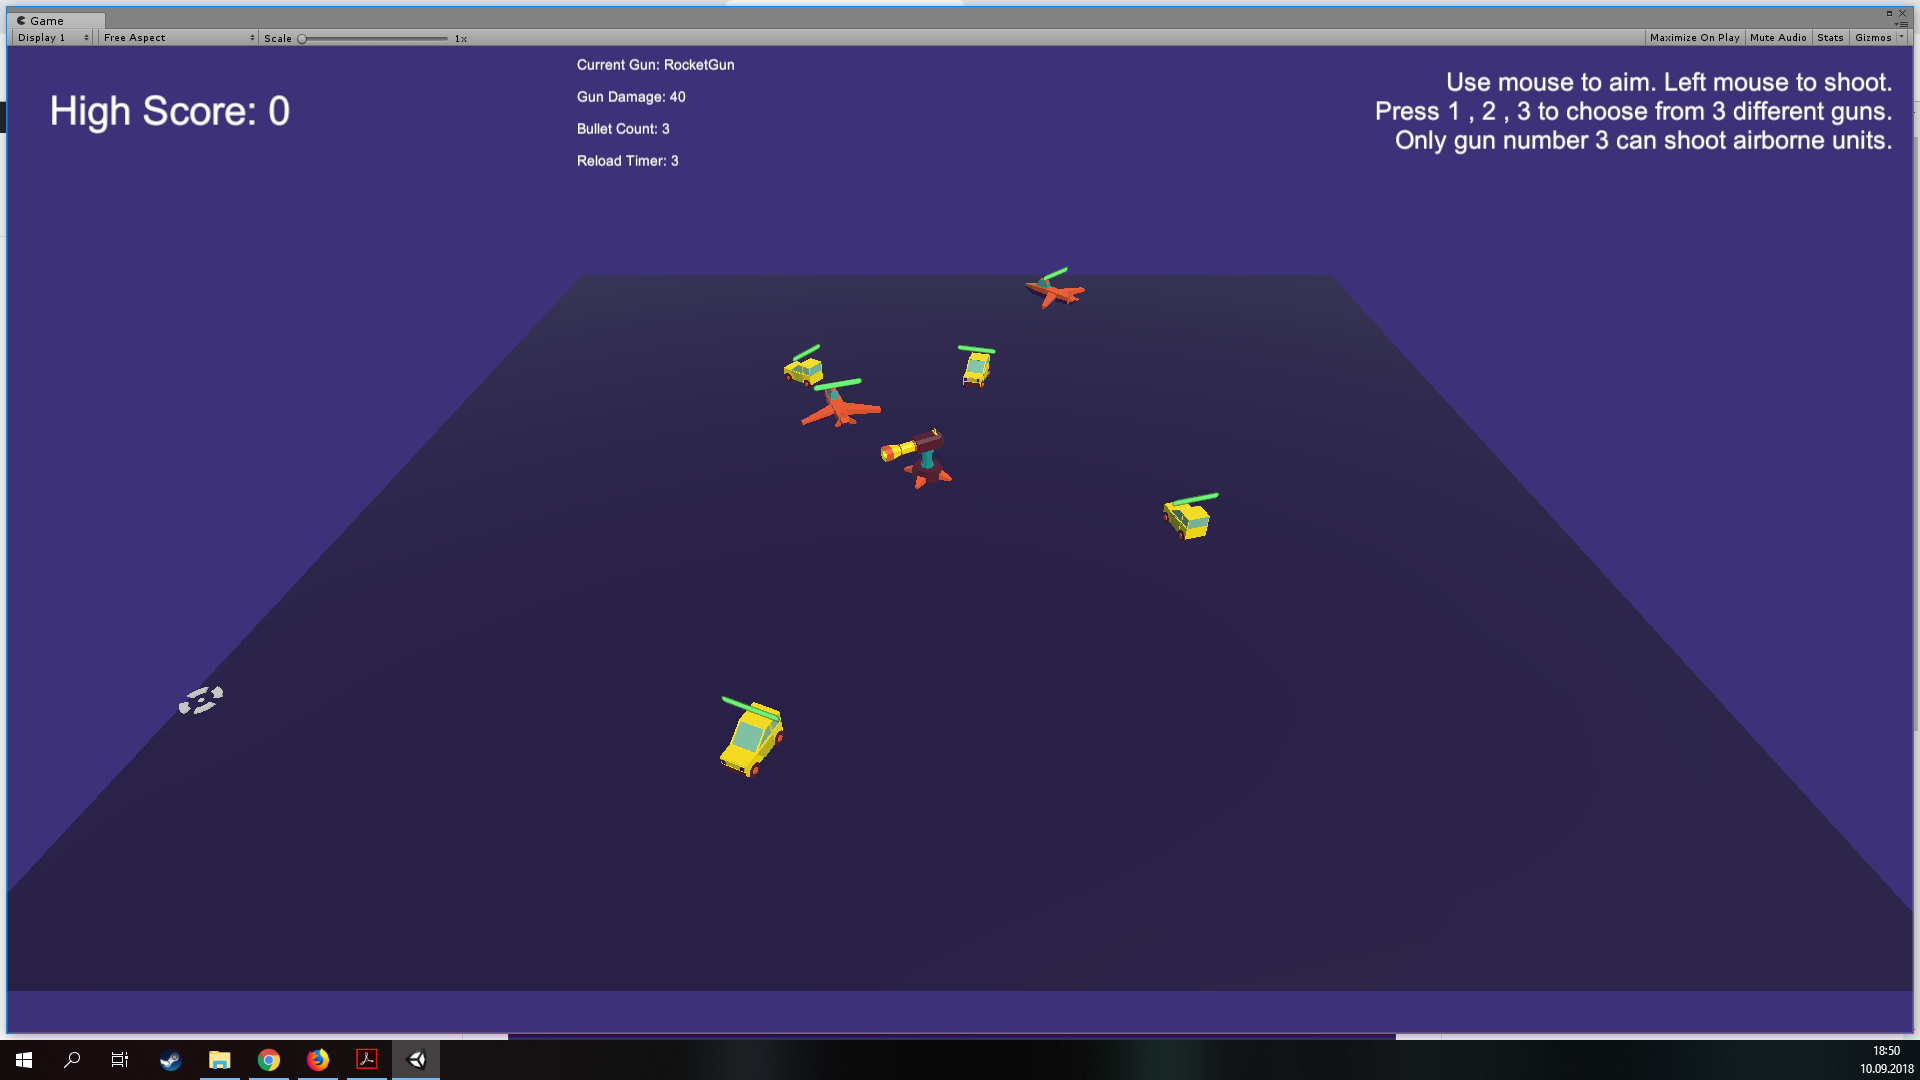 Game
Display 1
Free Aspect
Scale
1x
Maximize On Play
Mute Audio
Stats
Gizmos
High Score: 0
Current Gun: RocketGun
Gun Damage: 40
Bullet Count: 3
Reload Timer: 3
Use mouse to aim. Left mouse to shoot.
Press 1 , 2 , 3 to choose from 3 different guns.
Only gun number 3 can shoot airborne units.
18:50
10.09.2018